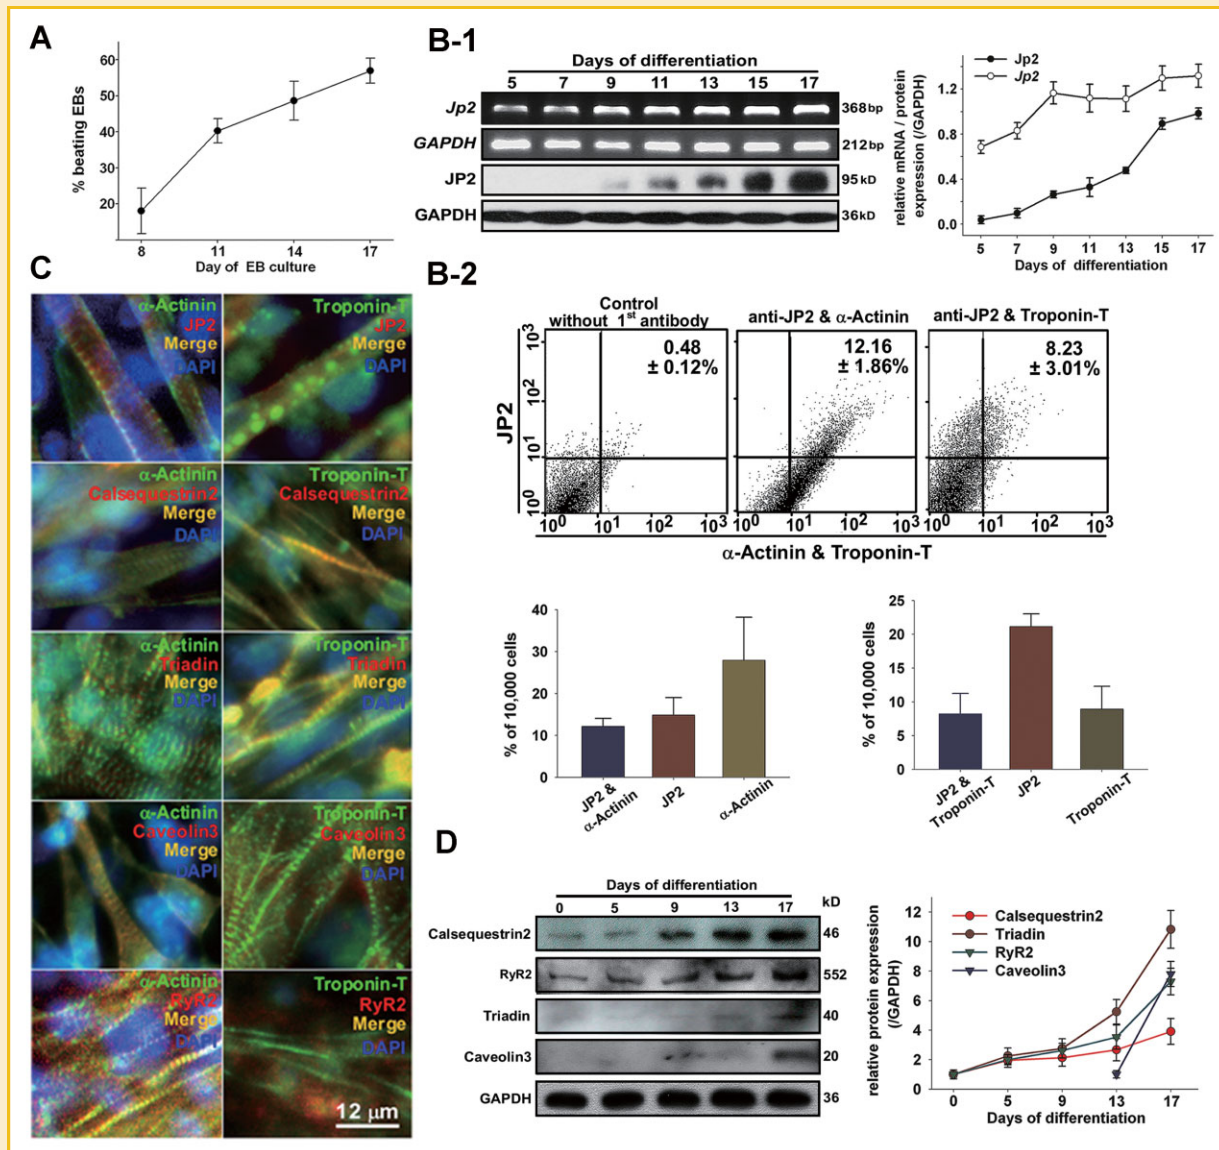 A
% beating EBs
60
50
40
30
20
8 11 14 17
Day of EB culture
B-1
Days of differentiation
5 7 9 11 13 15 17
Jp2 368bp
GAPDH 212bp
JP2 95kD
GAPDH 36kD
relative mRNA / protein
expression (/GAPDH)
Jp2
Jp2
1.2
0.8
0.4
0.0
5 7 9 11 13 15 17
Days of differentiation
C
α-Actinin
JP2
Merge
DAPI
Troponin-T
JP2
Merge
DAPI
α-Actinin
Calsequestrin2
Merge
DAPI
Troponin-T
Calsequestrin2
Merge
DAPI
α-Actinin
Triadin
Merge
DAPI
Troponin-T
Triadin
Merge
DAPI
α-Actinin
Caveolin3
Merge
DAPI
Troponin-T
Caveolin3
Merge
DAPI
α-Actinin
RyR2
Merge
DAPI
Troponin-T
RyR2
Merge
DAPI
12 μm
B-2
Control
without 1st antibody
anti-JP2 & α-Actinin
anti-JP2 & Troponin-T
0.48
± 0.12%
12.16
± 1.86%
8.23
± 3.01%
JP2
10³
10²
10¹
10⁰
10⁰ 10¹ 10² 10³
10⁰ 10¹ 10² 10³
10⁰ 10¹ 10² 10³
α-Actinin & Troponin-T
% of 10,000 cells
40
30
20
10
0
JP2 &
α-Actinin
JP2
α-Actinin
% of 10,000 cells
25
20
15
10
5
0
JP2 &
Troponin-T
JP2
Troponin-T
D
Days of differentiation
0 5 9 13 17 kD
Calsequestrin2 46
RyR2 552
Triadin 40
Caveolin3 20
GAPDH 36
relative protein expression
(/GAPDH)
12
10
8
6
4
2
0
Calsequestrin2
Triadin
RyR2
Caveolin3
0 5 9 13 17
Days of differentiation